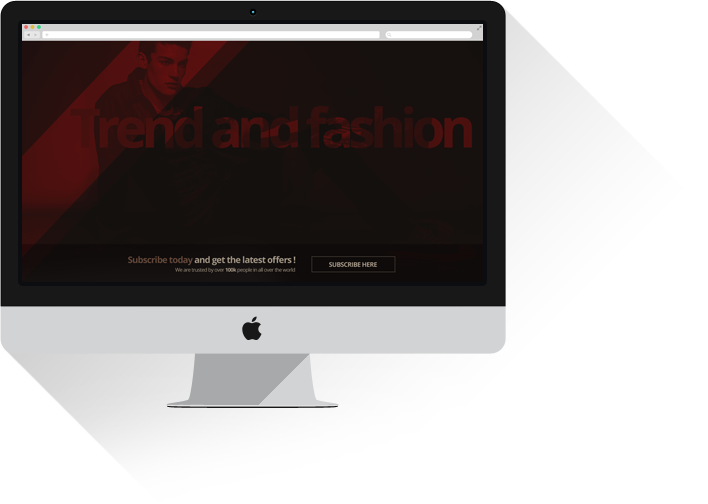 Trend and fashion
Subscribe today and get the latest offers !
We are trusted by over 100k people in all over the world
SUBSCRIBE HERE